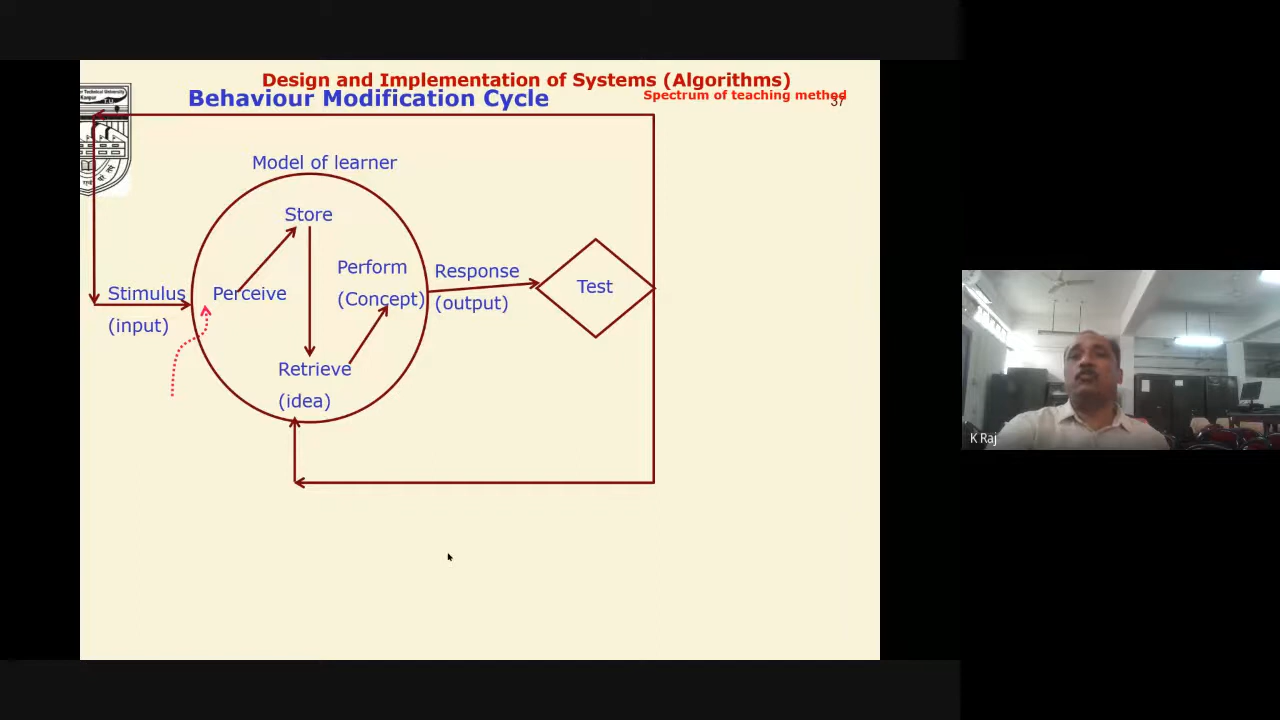 Design and Implementation of Systems (Algorithms)
Behaviour Modification Cycle
Spectrum of teaching method
37
Model of learner
Store
Perform
(Concept)
Response
(output)
Test
Stimulus
(input)
Perceive
Retrieve
(idea)
K Raj